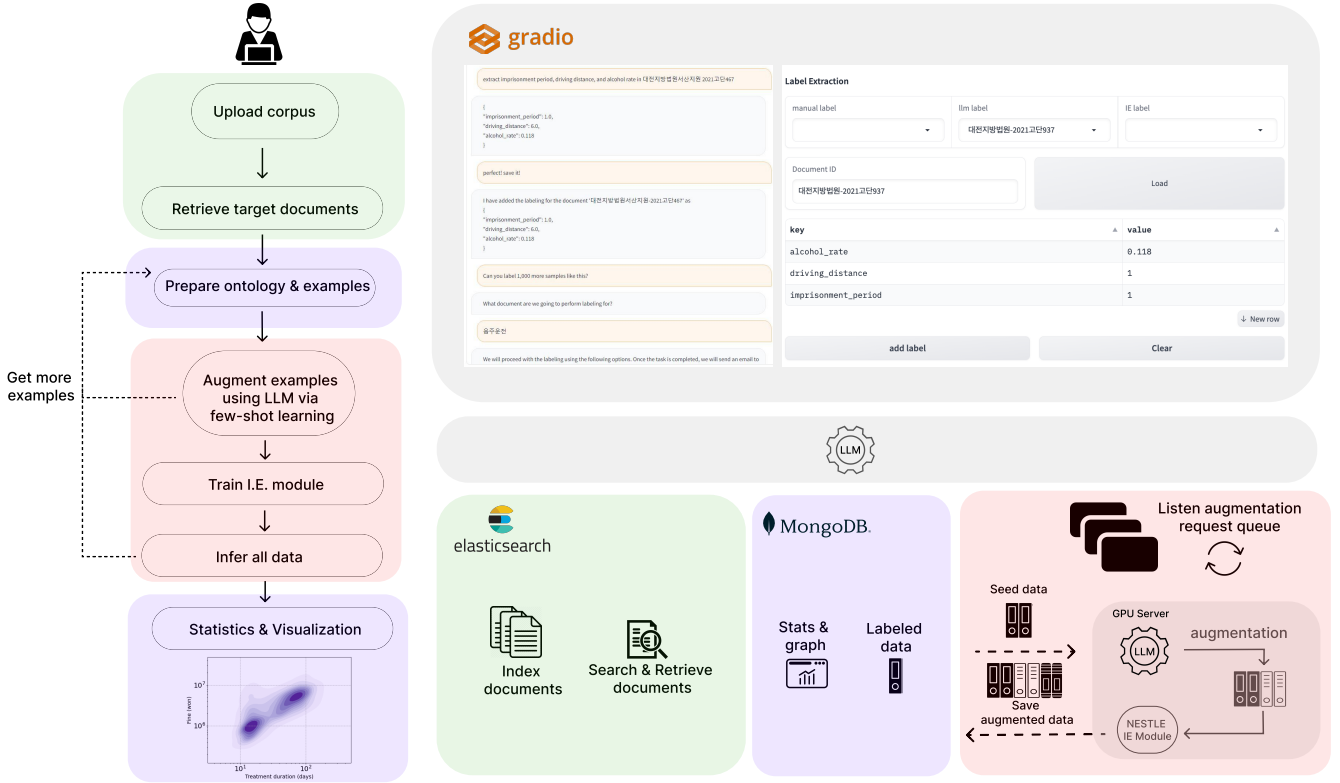 Upload corpus
Retrieve target documents
Prepare ontology & examples
Get more
examples
Augment examples
using LLM via
few-shot learning
Train I.E. module
Infer all data
Statistics & Visualization
Fine (won)
10^7
10^6
10^1
10^2
Treatment duration (days)
gradio
extract imprisonment period, driving distance, and alcohol rate in 대전지방법원서산지원 2021고단467
{
"imprisonment_period": 1.0,
"driving_distance": 6.0,
"alcohol_rate": 0.118
}
perfect! save it!
I have added the labeling for the document "대전지방법원서산지원-2021고단467" as
{
"imprisonment_period": 1.0,
"driving_distance": 6.0,
"alcohol_rate": 0.118
}
Can you label 1,000 more samples like this?
What document are we going to perform labeling for?
음주운전
We will proceed with the labeling using the following options. Once the task is completed, we will send an email to
Label Extraction
manual label
llm label
IE label
대전지방법원-2021고단937
Document ID
대전지방법원-2021고단937
Load
key
value
alcohol_rate
0.118
driving_distance
1
imprisonment_period
1
↓ New row
add label
Clear
LLM
elasticsearch
Index
documents
Search & Retrieve
documents
MongoDB.
Stats &
graph
Labeled
data
Listen augmentation
request queue
Seed data
GPU Server
LLM
augmentation
Save
augmented data
NESTLE
IE Module